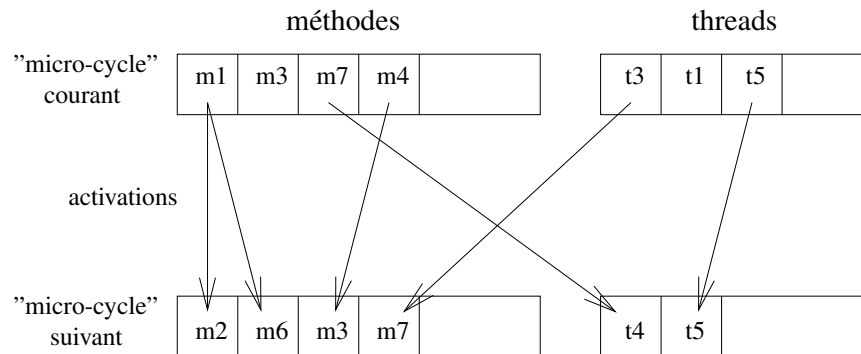 méthodes threads
”micro-cycle”
courant
m1 m3 m7 m4 t3 t1 t5
activations
”micro-cycle”
suivant
m2 m6 m3 m7 t4 t5